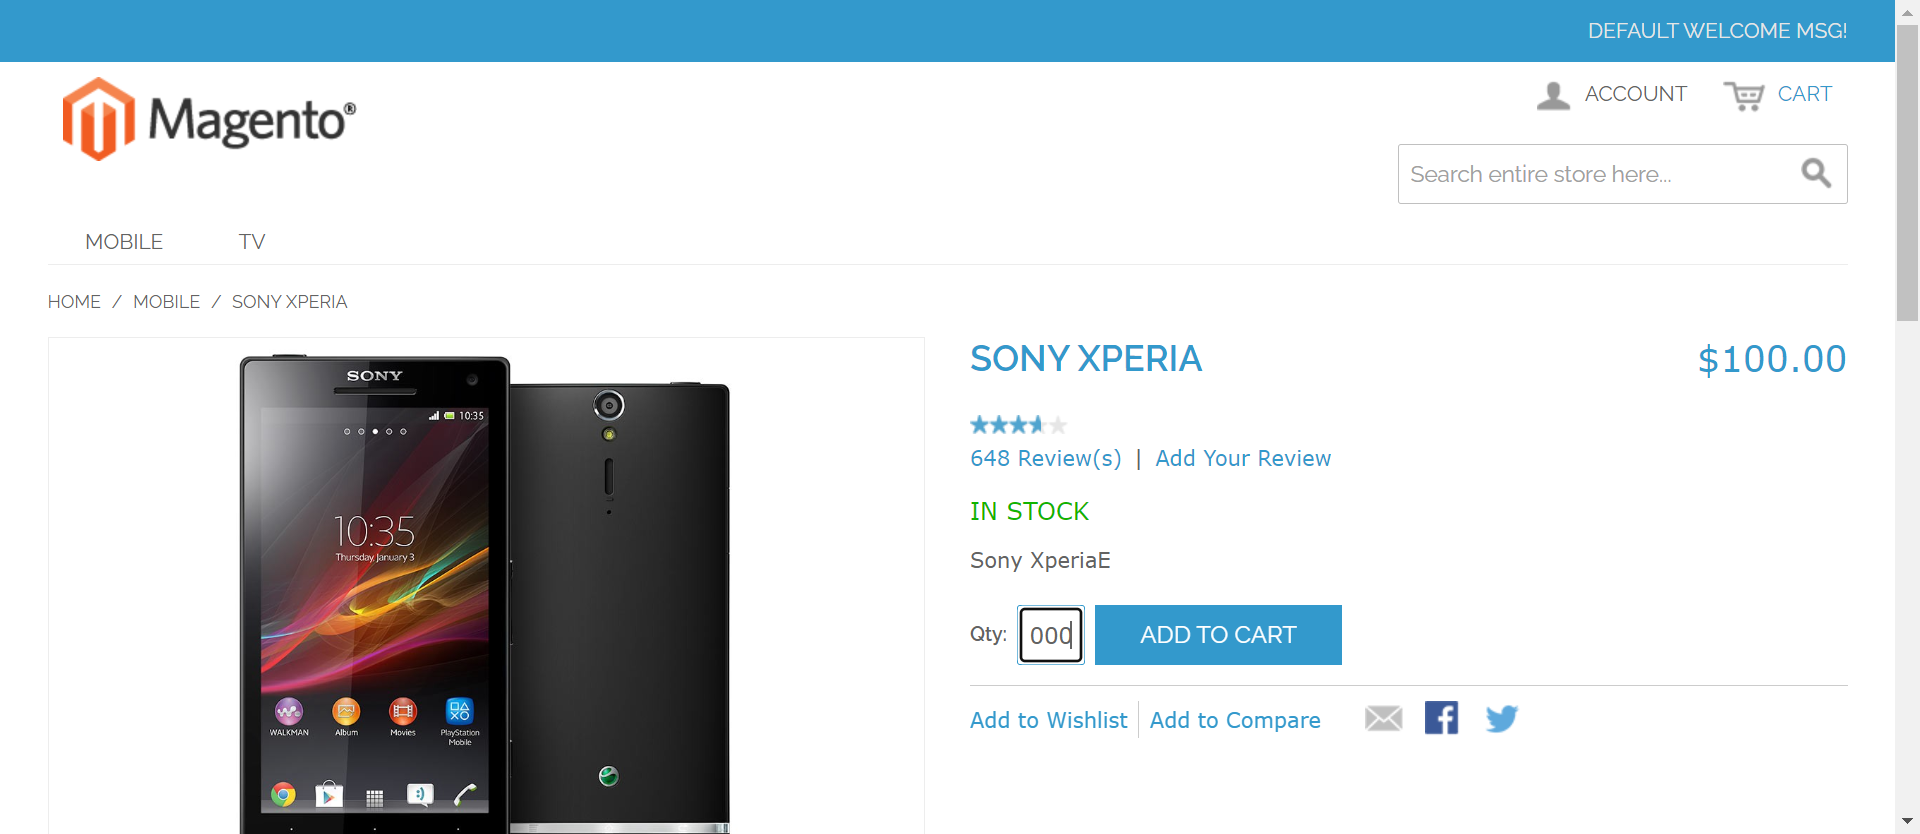 DEFAULT WELCOME MSG!
Magento®
ACCOUNT
CART
Search entire store here...
MOBILE
TV
HOME / MOBILE / SONY XPERIA
SONY
10:35
10:35
Thursday, January 3
WALKMAN
Album
Movies
PlayStation Mobile
SONY XPERIA
$100.00
648 Review(s) | Add Your Review
IN STOCK
Sony XperiaE
Qty: 000
ADD TO CART
Add to Wishlist
Add to Compare